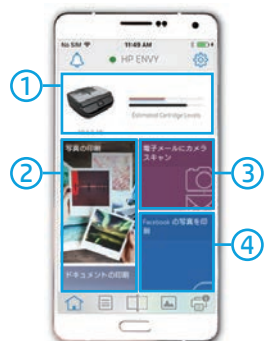 No SIM
11:49 AM
HP ENVY
1
Estimated Cartridge Levels
2
写真の印刷
電子メールにカメラ
スキャン
3
Facebook の写真を印
刷
4
ドキュメントの印刷